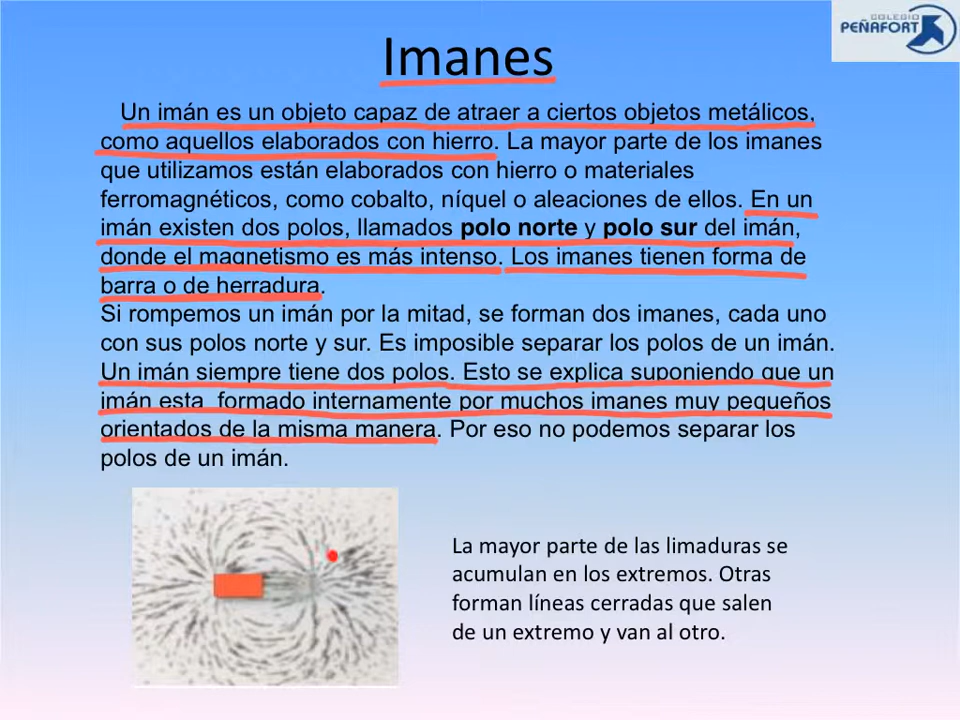 COLEGIO
PEÑAFORT
Imanes
Un imán es un objeto capaz de atraer a ciertos objetos metálicos,
como aquellos elaborados con hierro. La mayor parte de los imanes
que utilizamos están elaborados con hierro o materiales
ferromagnéticos, como cobalto, níquel o aleaciones de ellos. En un
imán existen dos polos, llamados polo norte y polo sur del imán,
donde el magnetismo es más intenso. Los imanes tienen forma de
barra o de herradura.
Si rompemos un imán por la mitad, se forman dos imanes, cada uno
con sus polos norte y sur. Es imposible separar los polos de un imán.
Un imán siempre tiene dos polos. Esto se explica suponiendo que un
imán esta formado internamente por muchos imanes muy pequeños
orientados de la misma manera. Por eso no podemos separar los
polos de un imán.
La mayor parte de las limaduras se
acumulan en los extremos. Otras
forman líneas cerradas que salen
de un extremo y van al otro.